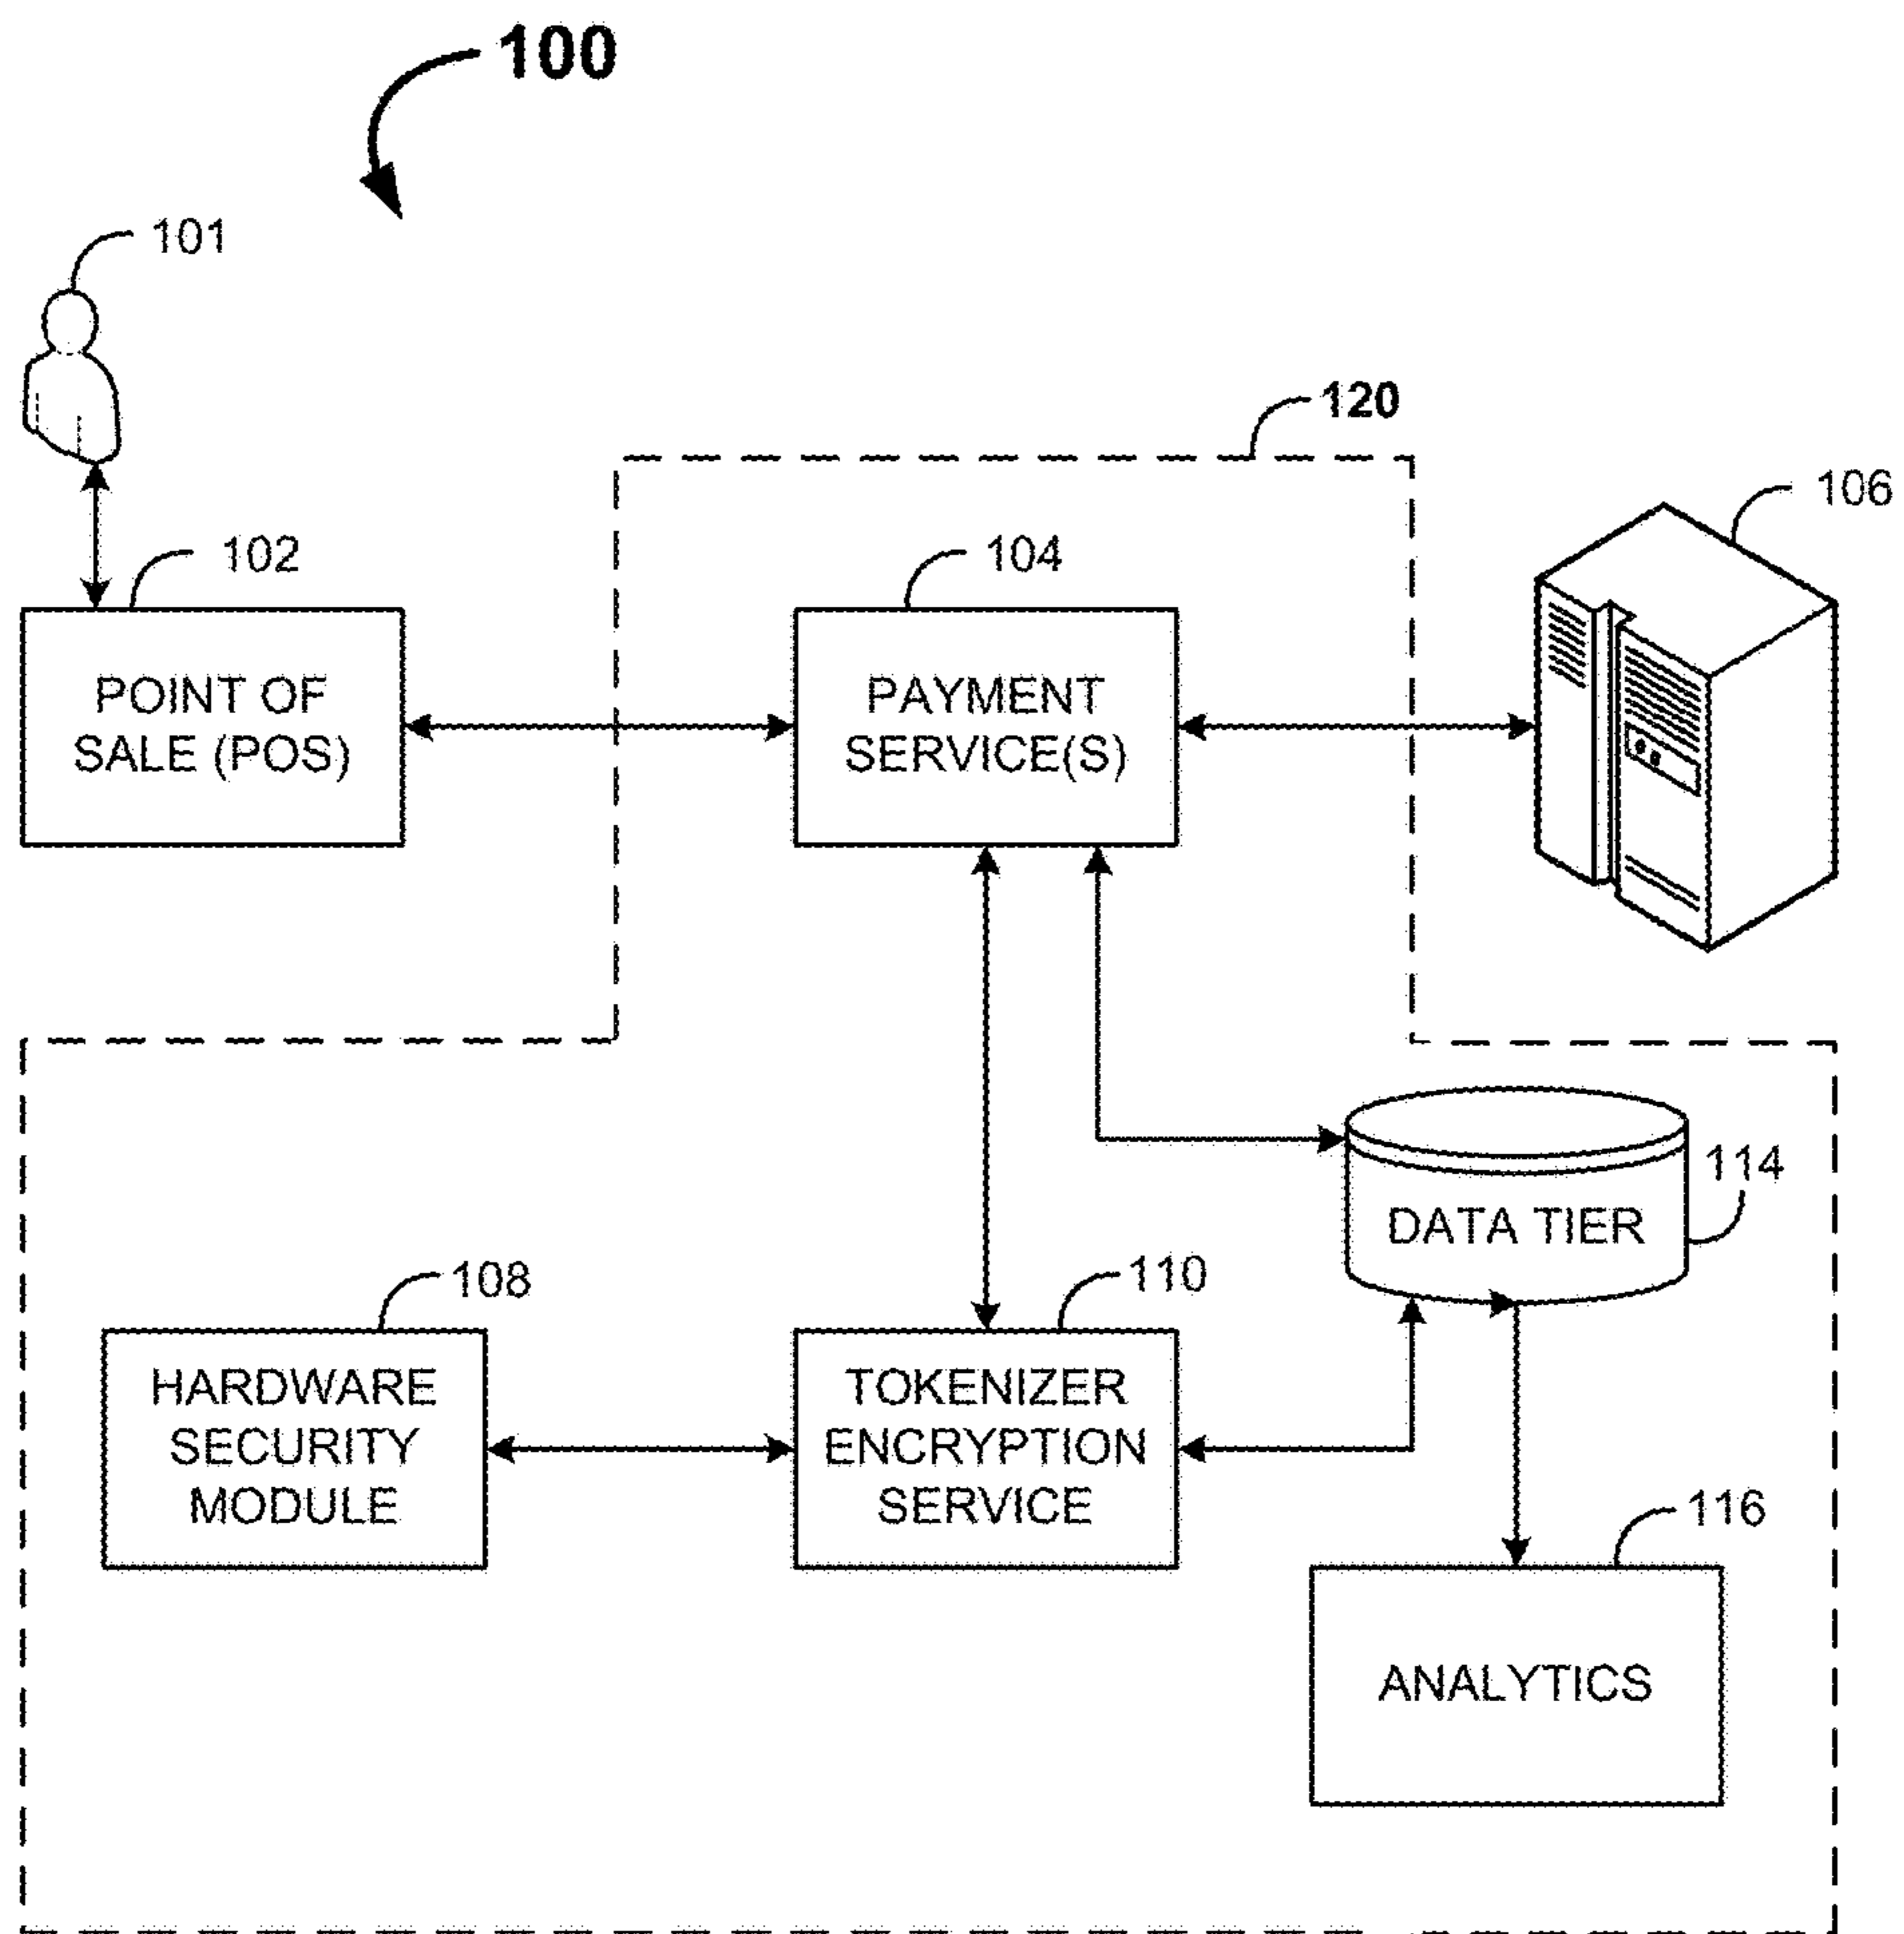 100
101
120
106
102
104
POINT OF
SALE (POS)
PAYMENT
SERVICE(S)
114
DATA TIER
108
110
HARDWARE
SECURITY
MODULE
TOKENIZER
ENCRYPTION
SERVICE
116
ANALYTICS